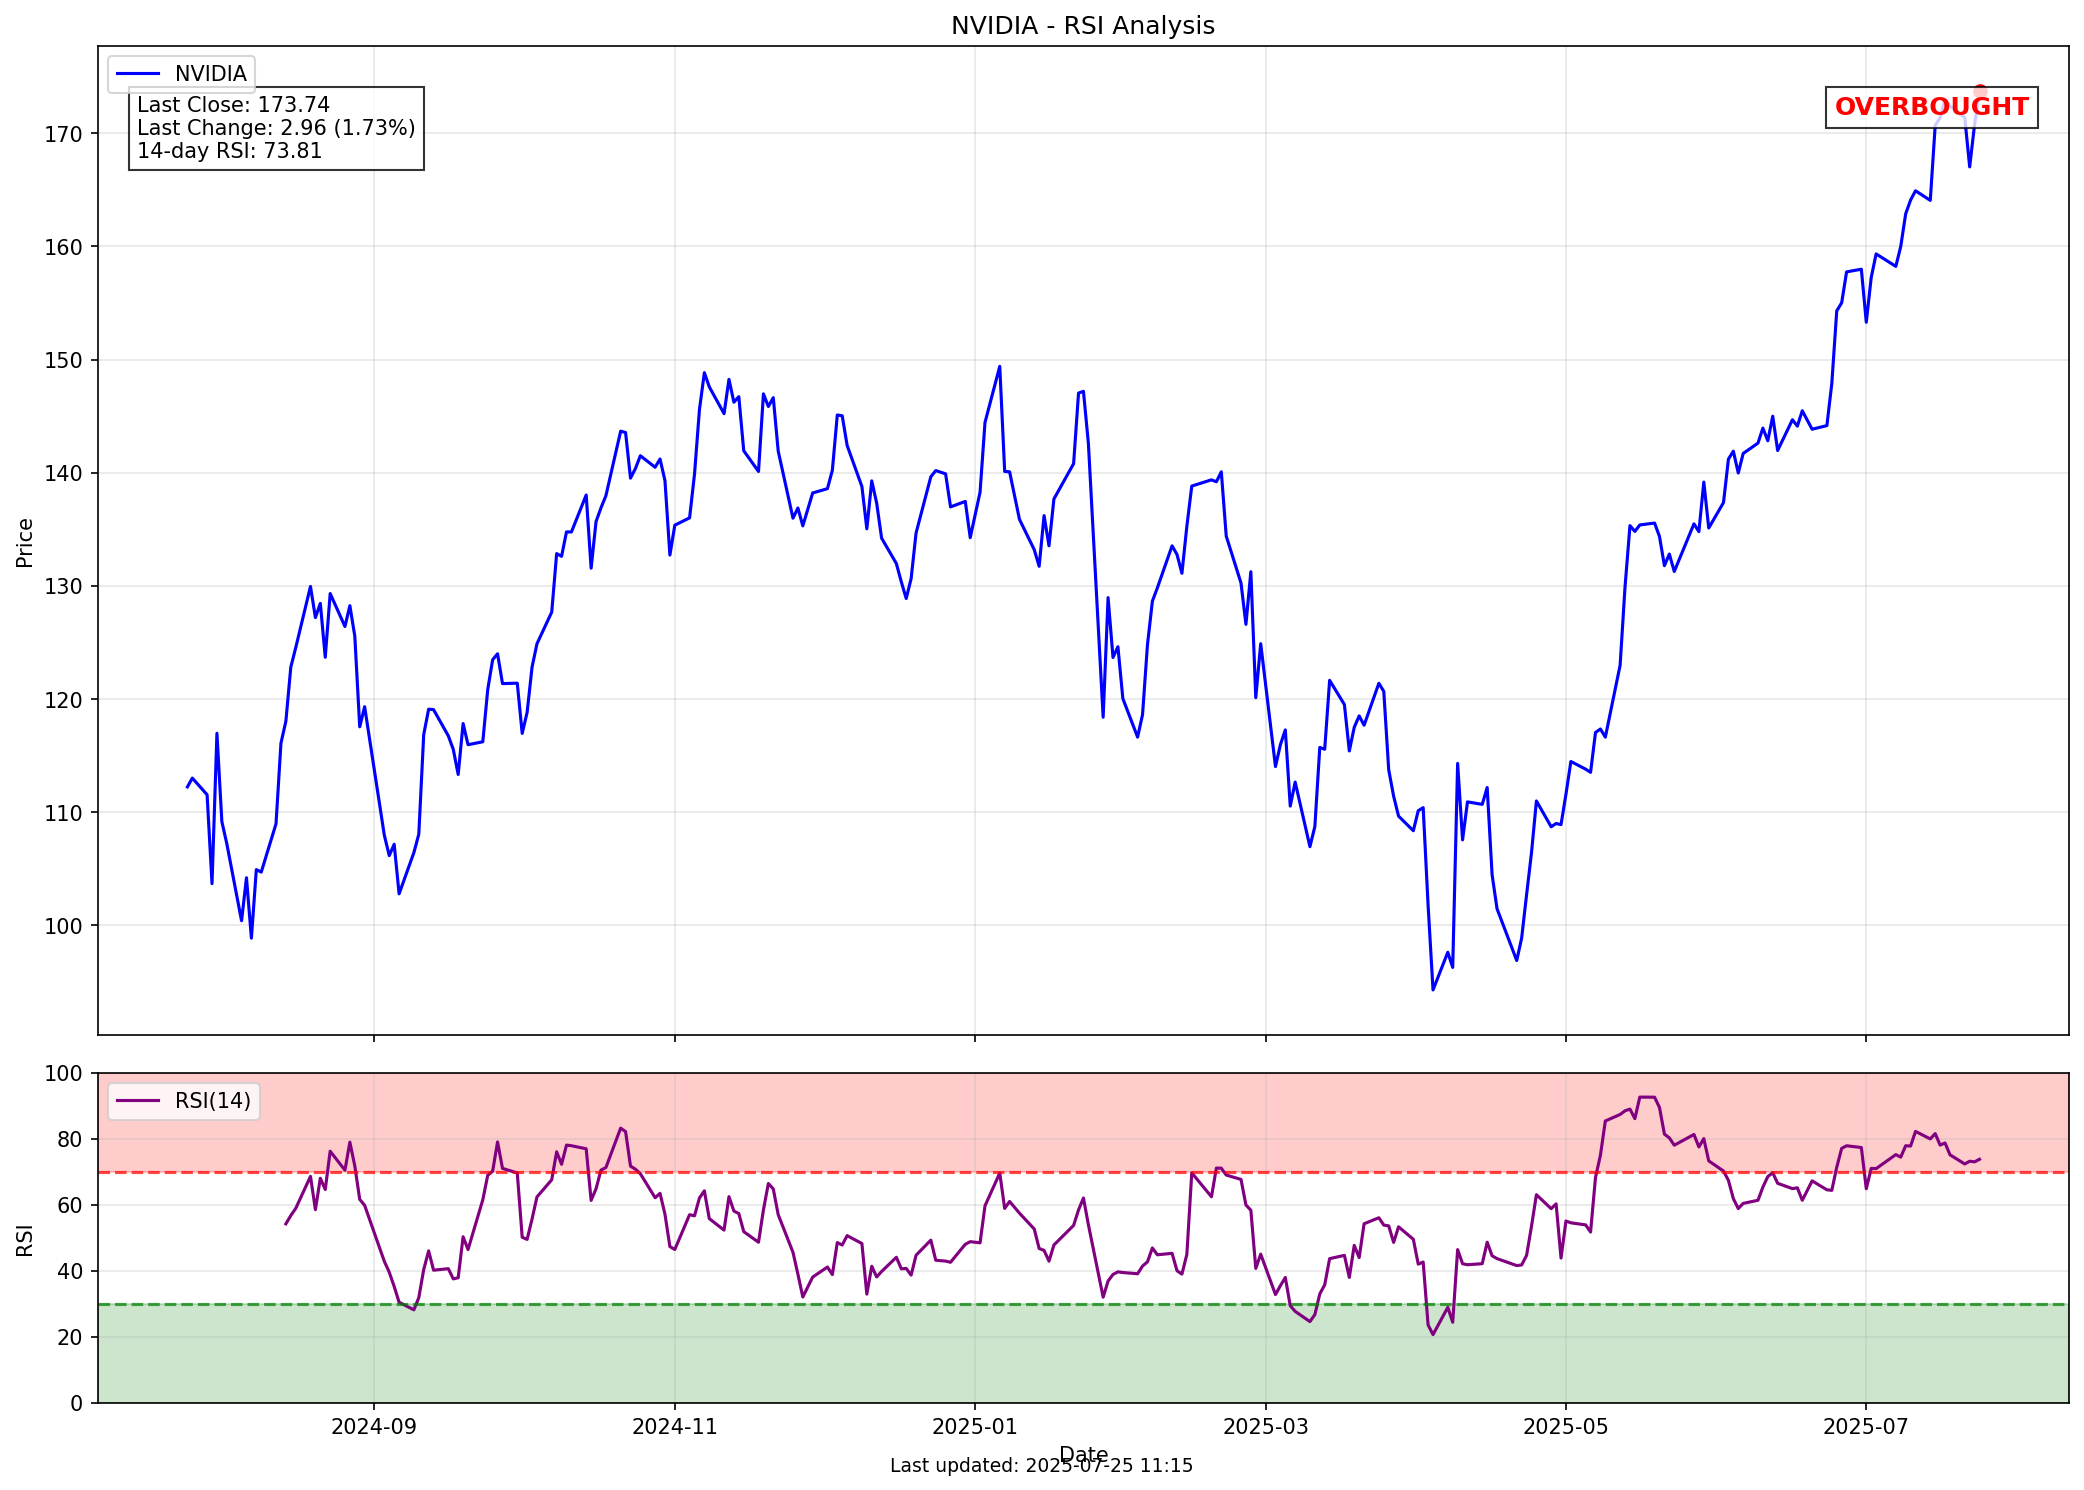 NVIDIA - RSI Analysis
NVIDIA
Last Close: 173.74
Last Change: 2.96 (1.73%)
14-day RSI: 73.81
OVERBOUGHT
170
160
150
140
130
120
110
100
Price
RSI(14)
100
80
60
40
20
0
RSI
2024-09 2024-11 2025-01 2025-03 2025-05 2025-07
Date
Last updated: 2025-07-25 11:15